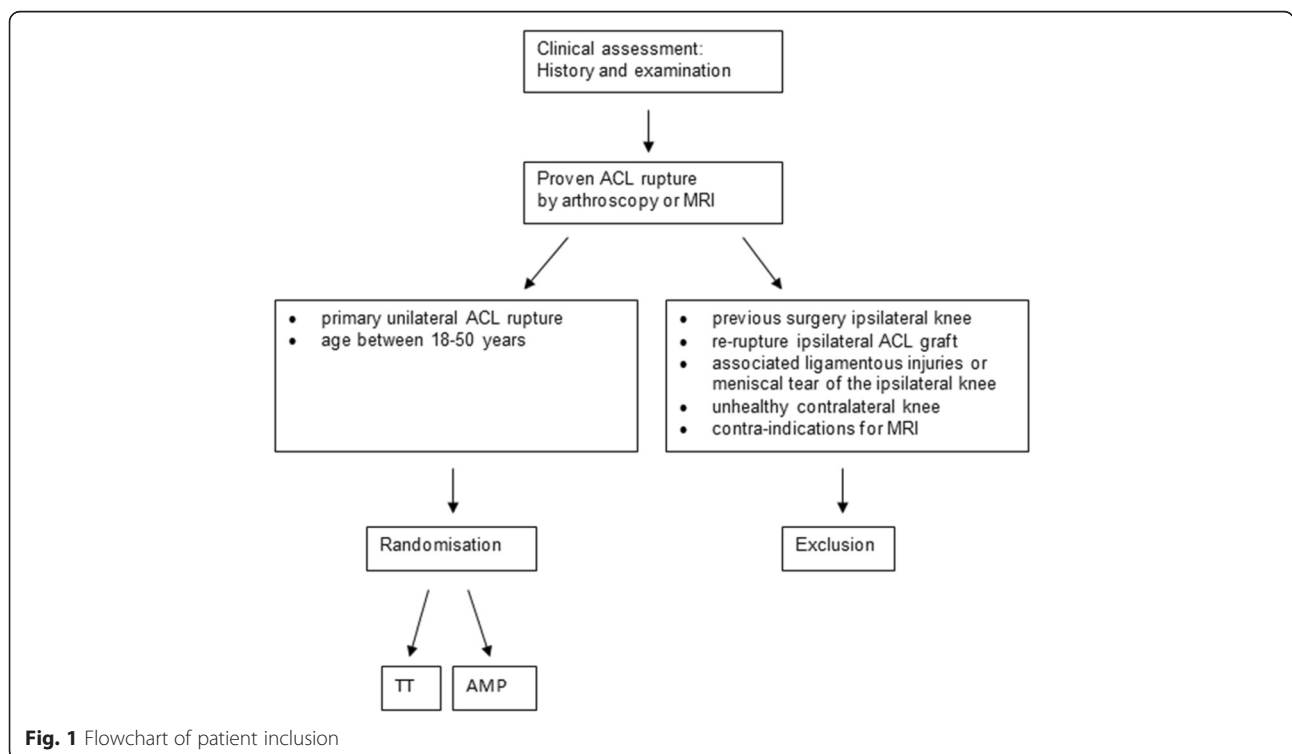 Clinical assessment:
History and examination
Proven ACL rupture
by arthroscopy or MRI
• primary unilateral ACL rupture
• age between 18-50 years
• previous surgery ipsilateral knee
• re-rupture ipsilateral ACL graft
• associated ligamentous injuries or
meniscal tear of the ipsilateral knee
• unhealthy contralateral knee
• contra-indications for MRI
Randomisation
Exclusion
TT
AMP
Fig. 1 Flowchart of patient inclusion